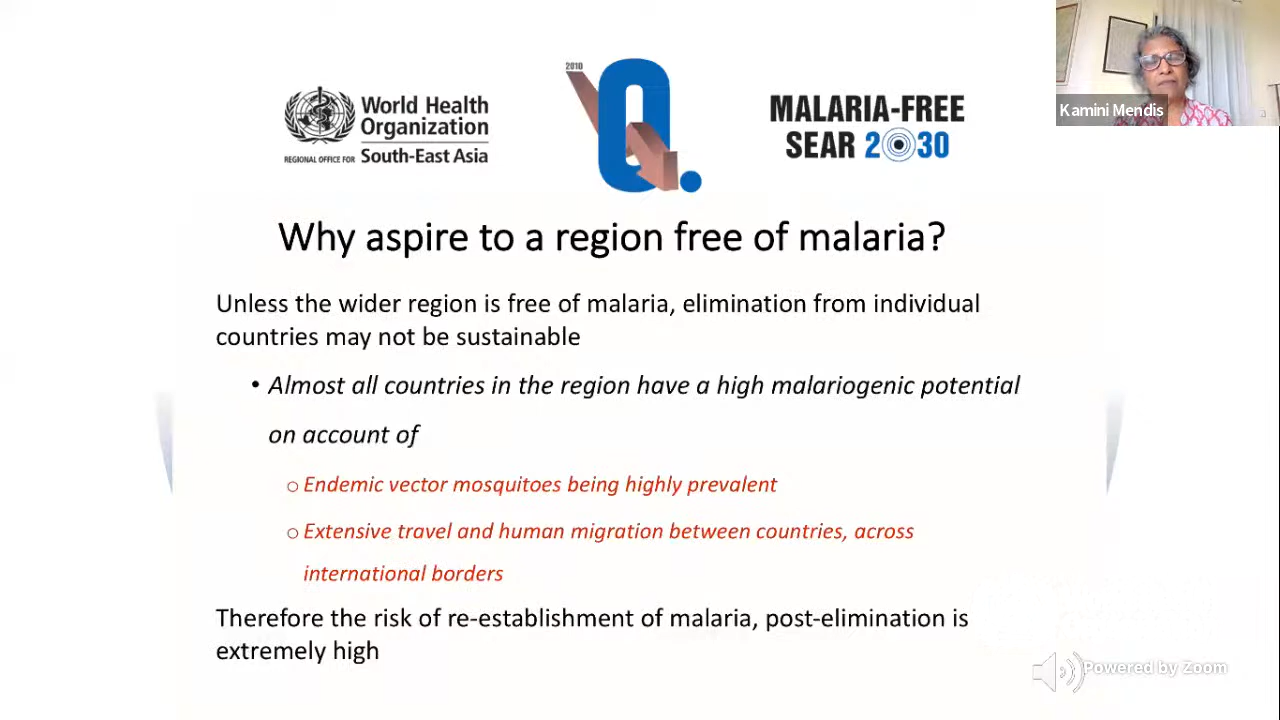 World Health
Organization
REGIONAL OFFICE FOR South-East Asia
2010
0.
MALARIA-FREE
SEAR 2030
Kamini Mendis
Why aspire to a region free of malaria?
Unless the wider region is free of malaria, elimination from individual
countries may not be sustainable
• Almost all countries in the region have a high malariogenic potential
on account of
o Endemic vector mosquitoes being highly prevalent
o Extensive travel and human migration between countries, across
international borders
Therefore the risk of re-establishment of malaria, post-elimination is
extremely high
Powered by Zoom